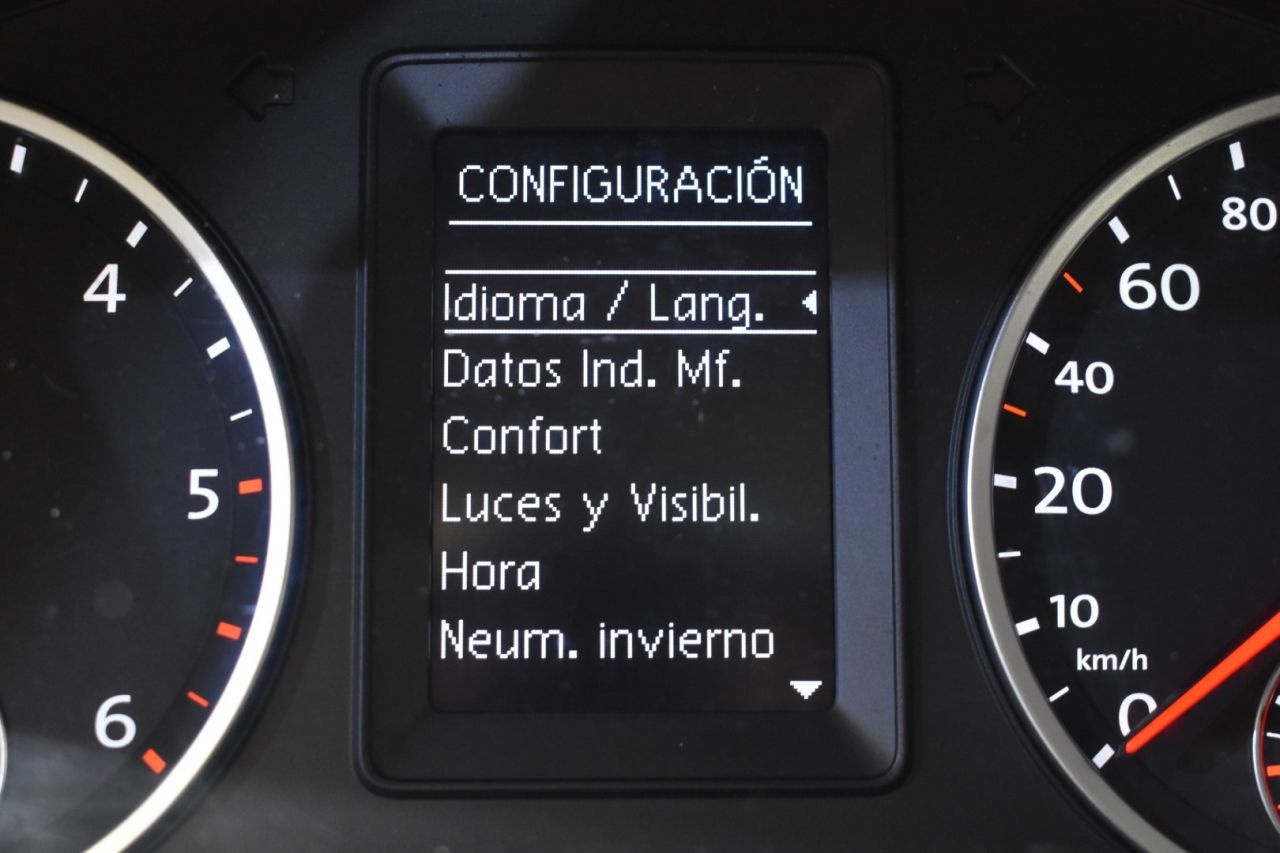 CONFIGURACIÓN
Idioma / Lang.
Datos Ind. Mf.
Confort
Luces y Visibil.
Hora
Neum. invierno
4
5
6
80
60
40
20
10
km/h
0